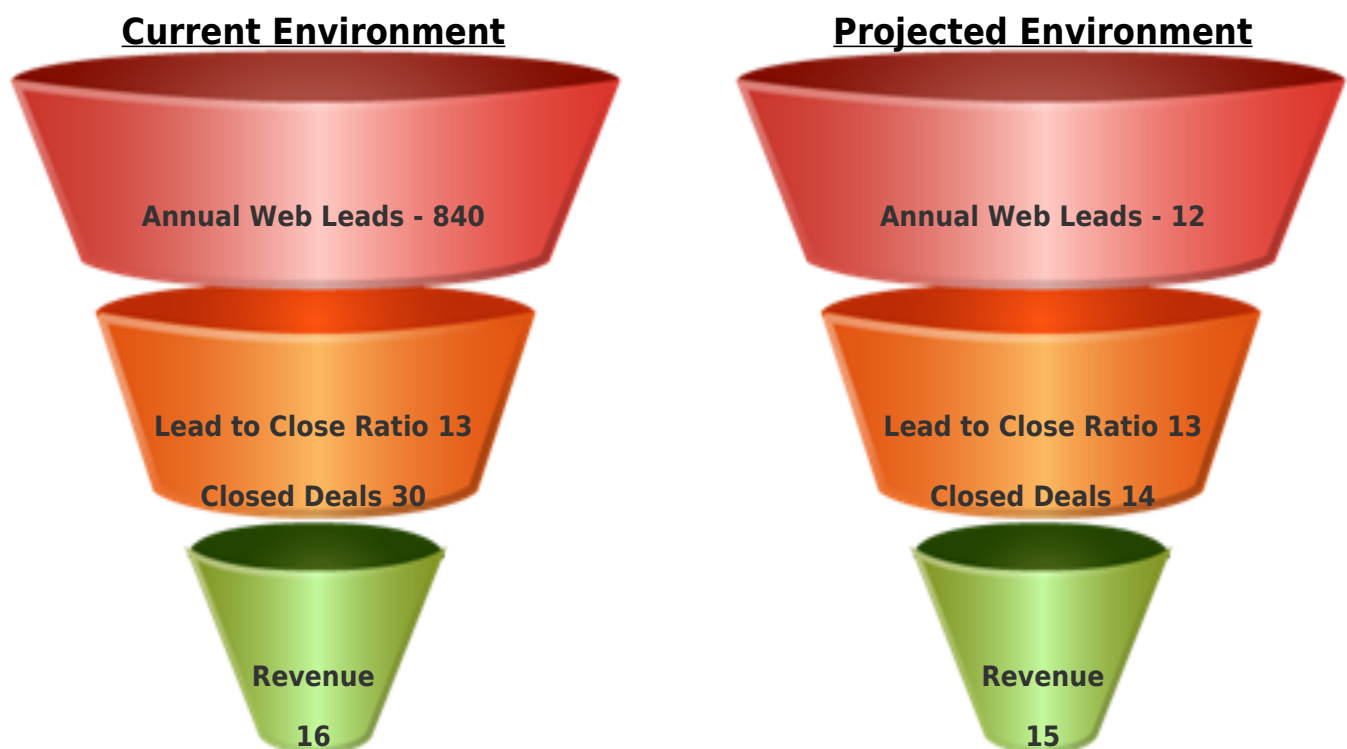 Current Environment
Annual Web Leads - 840
Lead to Close Ratio 13
Closed Deals 30
Revenue
16
Projected Environment
Annual Web Leads - 12
Lead to Close Ratio 13
Closed Deals 14
Revenue
15